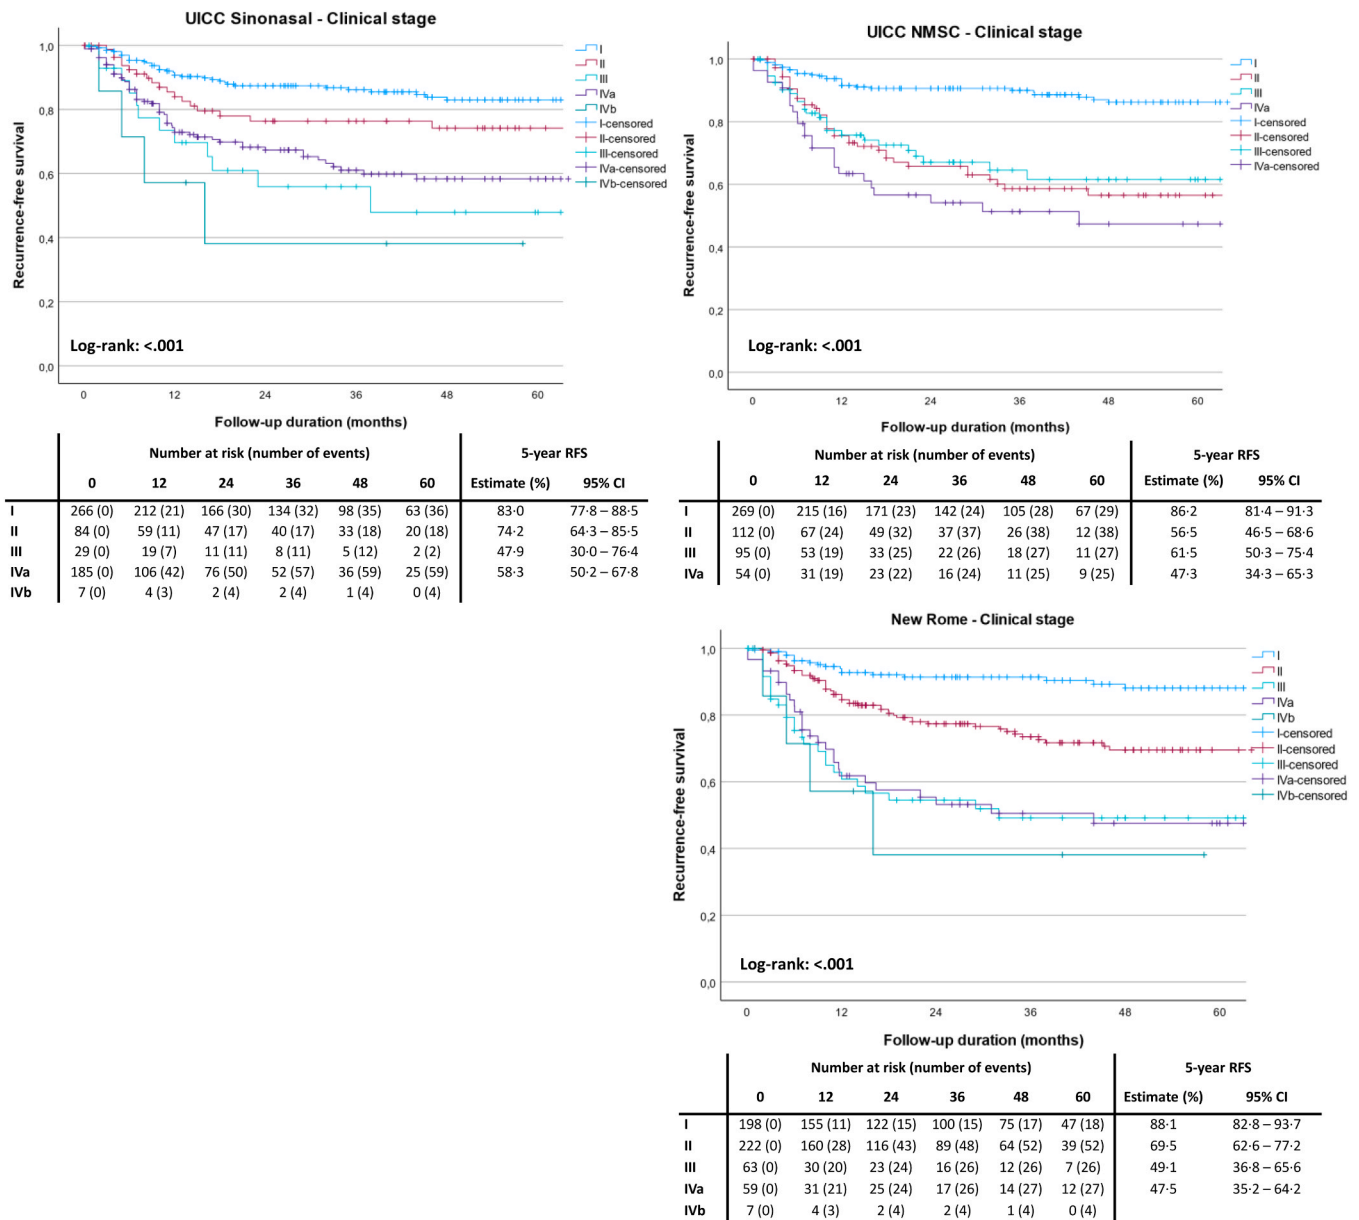 UICC Sinonasal - Clinical stage
Recurrence-free survival
1,0
0,8
0,6
0,4
0,2
0,0
Log-rank: <.001
0 12 24 36 48 60
Follow-up duration (months)
I
II
III
IVa
IVb
I-censored
II-censored
III-censored
IVa-censored
IVb-censored
Number at risk (number of events) 5-year RFS
0 12 24 36 48 60 Estimate (%) 95% CI
I 266 (0) 212 (21) 166 (30) 134 (32) 98 (35) 63 (36) 83·0 77·8 – 88·5
II 84 (0) 59 (11) 47 (17) 40 (17) 33 (18) 20 (18) 74·2 64·3 – 85·5
III 29 (0) 19 (7) 11 (11) 8 (11) 5 (12) 2 (2) 47·9 30·0 – 76·4
IVa 185 (0) 106 (42) 76 (50) 52 (57) 36 (59) 25 (59) 58·3 50·2 – 67·8
IVb 7 (0) 4 (3) 2 (4) 2 (4) 1 (4) 0 (4)
UICC NMSC - Clinical stage
Recurrence-free survival
1,0
0,8
0,6
0,4
0,2
0,0
Log-rank: <.001
0 12 24 36 48 60
Follow-up duration (months)
I
II
III
IVa
I-censored
II-censored
III-censored
IVa-censored
Number at risk (number of events) 5-year RFS
0 12 24 36 48 60 Estimate (%) 95% CI
I 269 (0) 215 (16) 171 (23) 142 (24) 105 (28) 67 (29) 86·2 81·4 – 91·3
II 112 (0) 67 (24) 49 (32) 37 (37) 26 (38) 12 (38) 56·5 46·5 – 68·6
III 95 (0) 53 (19) 33 (25) 22 (26) 18 (27) 11 (27) 61·5 50·3 – 75·4
IVa 54 (0) 31 (19) 23 (22) 16 (24) 11 (25) 9 (25) 47·3 34·3 – 65·3
New Rome - Clinical stage
Recurrence-free survival
1,0
0,8
0,6
0,4
0,2
0,0
Log-rank: <.001
0 12 24 36 48 60
Follow-up duration (months)
I
II
III
IVa
IVb
I-censored
II-censored
III-censored
IVa-censored
IVb-censored
Number at risk (number of events) 5-year RFS
0 12 24 36 48 60 Estimate (%) 95% CI
I 198 (0) 155 (11) 122 (15) 100 (15) 75 (17) 47 (18) 88·1 82·8 – 93·7
II 222 (0) 160 (28) 116 (43) 89 (48) 64 (52) 39 (52) 69·5 62·6 – 77·2
III 63 (0) 30 (20) 23 (24) 16 (26) 12 (26) 7 (26) 49·1 36·8 – 65·6
IVa 59 (0) 31 (21) 25 (24) 17 (26) 14 (27) 12 (27) 47·5 35·2 – 64·2
IVb 7 (0) 4 (3) 2 (4) 2 (4) 1 (4) 0 (4)